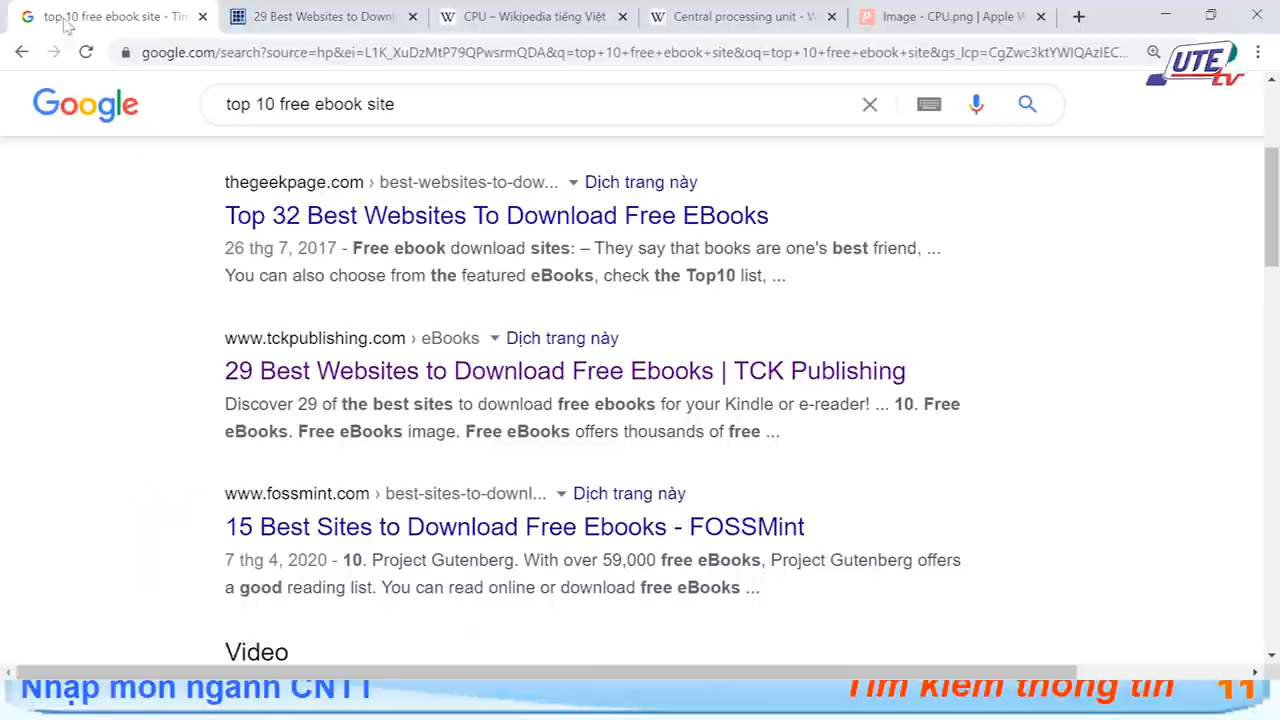 top 10 free ebook site - Tìm
29 Best Websites to Downl
CPU – Wikipedia tiếng Việt
Central processing unit - W
Image - CPU.png | Apple W
google.com/search?source=hp&ei=L1K_XuDzMtP79QPwsrmQDA&q=top+10+free+ebook+site&oq=top+10+free+ebook+site&gs_lcp=CgZwc3ktYWIQAzIEC...
UTE tv
Google
top 10 free ebook site
thegeekpage.com › best-websites-to-dow... Dịch trang này
Top 32 Best Websites To Download Free EBooks
26 thg 7, 2017 - Free ebook download sites: – They say that books are one's best friend, ...
You can also choose from the featured eBooks, check the Top10 list, ...
www.tckpublishing.com › eBooks Dịch trang này
29 Best Websites to Download Free Ebooks | TCK Publishing
Discover 29 of the best sites to download free ebooks for your Kindle or e-reader! ... 10. Free
eBooks. Free eBooks image. Free eBooks offers thousands of free ...
www.fossmint.com › best-sites-to-downl... Dịch trang này
15 Best Sites to Download Free Ebooks - FOSSMint
7 thg 4, 2020 - 10. Project Gutenberg. With over 59,000 free eBooks, Project Gutenberg offers
a good reading list. You can read online or download free eBooks ...
Video
Nhập môn ngành CNTT
Tìm kiếm thông tin
11